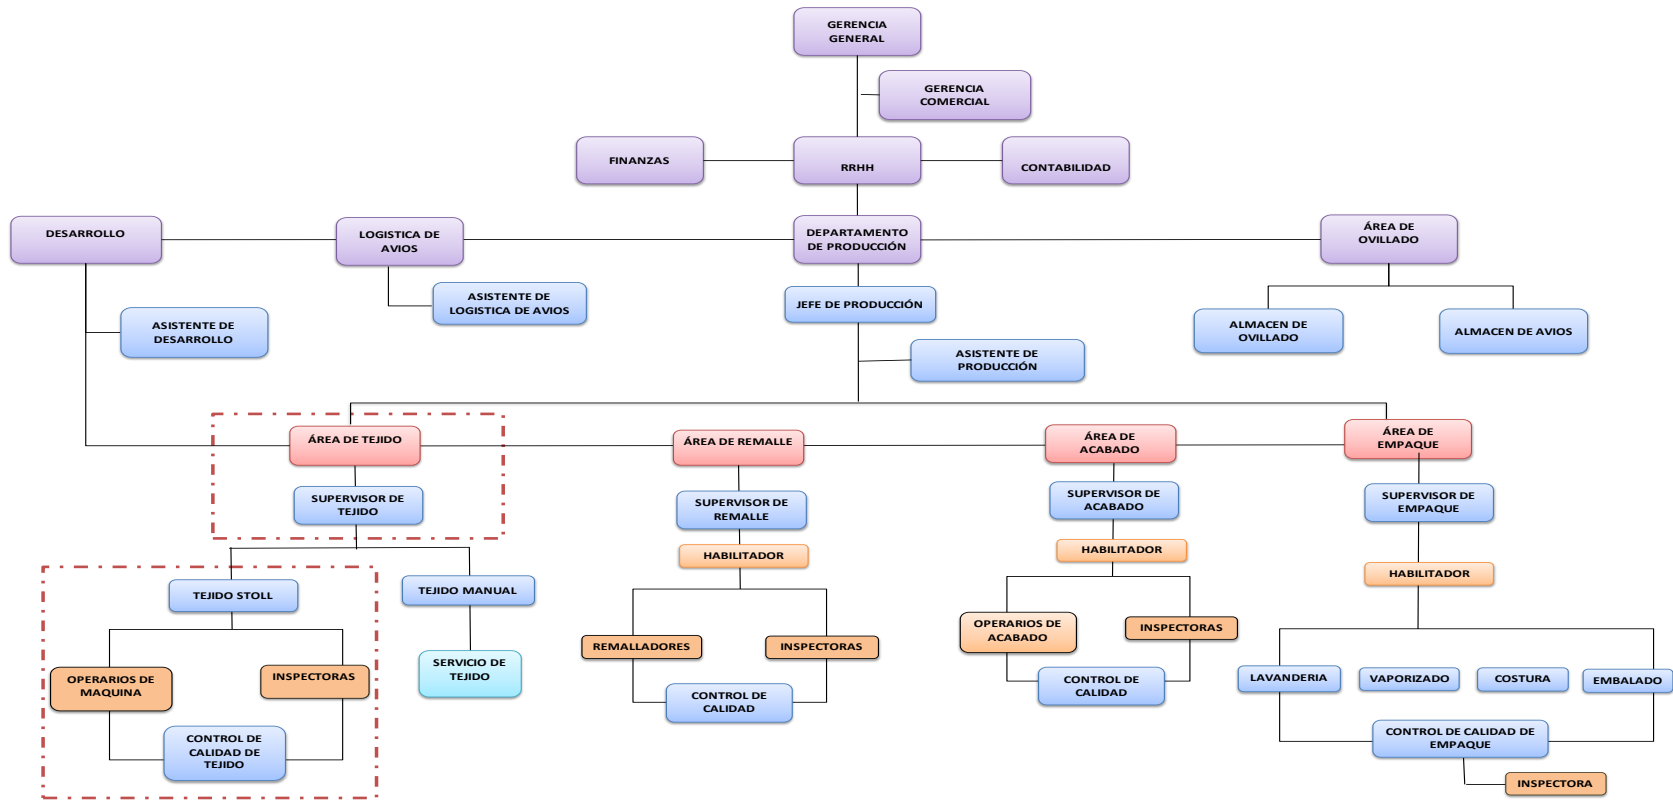 GERENCIA
GENERAL
GERENCIA
COMERCIAL
FINANZAS
RRHH
CONTABILIDAD
DESARROLLO
LOGISTICA DE
AVIOS
DEPARTAMENTO
DE PRODUCCIÓN
ÁREA DE
OVILLADO
ASISTENTE DE
DESARROLLO
ASISTENTE DE
LOGISTICA DE AVIOS
JEFE DE PRODUCCIÓN
ALMACEN DE
OVILLADO
ALMACEN DE AVIOS
ASISTENTE DE
PRODUCCIÓN
ÁREA DE TEJIDO
ÁREA DE REMALLE
ÁREA DE
ACABADO
ÁREA DE
EMPAQUE
SUPERVISOR DE
TEJIDO
SUPERVISOR DE
REMALLE
SUPERVISOR DE
ACABADO
SUPERVISOR DE
EMPAQUE
HABILITADOR
HABILITADOR
HABILITADOR
TEJIDO STOLL
TEJIDO MANUAL
OPERARIOS DE
MAQUINA
INSPECTORAS
SERVICIO DE
TEJIDO
REMALLADORES
INSPECTORAS
OPERARIOS DE
ACABADO
INSPECTORAS
LAVANDERIA
VAPORIZADO
COSTURA
EMBALADO
CONTROL DE
CALIDAD DE
TEJIDO
CONTROL DE
CALIDAD
CONTROL DE
CALIDAD
CONTROL DE CALIDAD DE
EMPAQUE
INSPECTORA